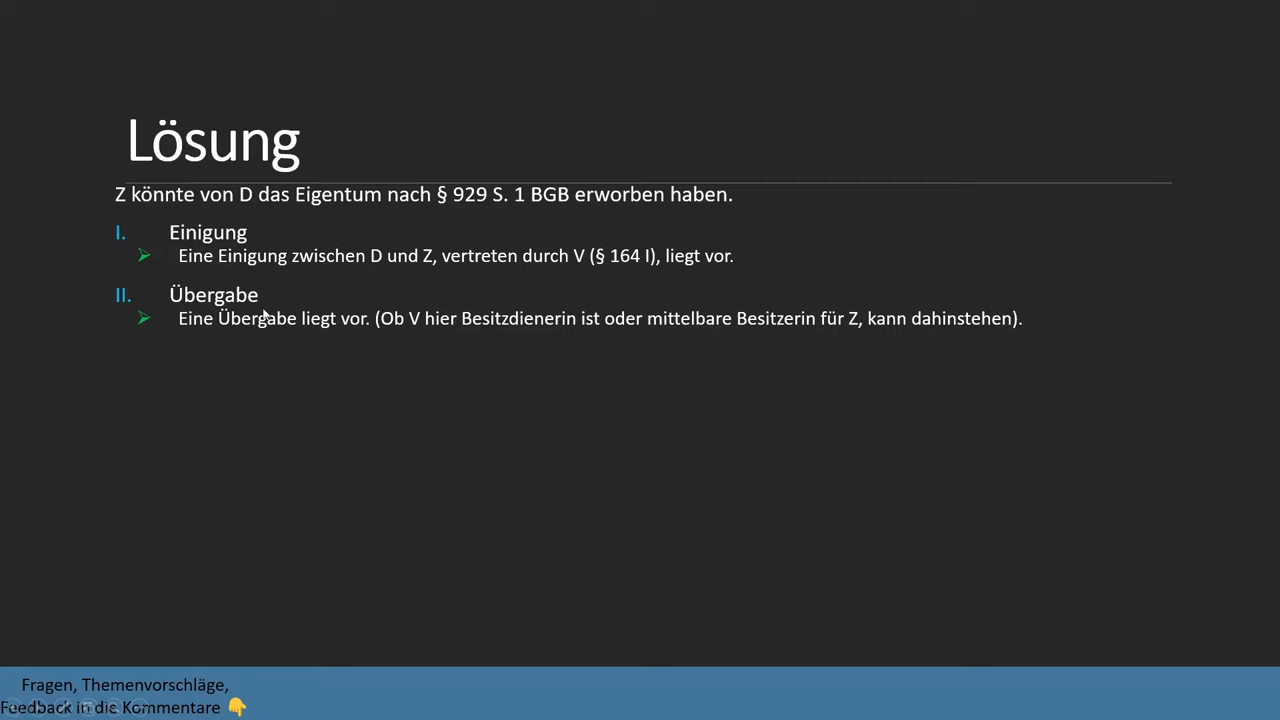 Lösung
Z könnte von D das Eigentum nach § 929 S. 1 BGB erworben haben.
I. Einigung
Eine Einigung zwischen D und Z, vertreten durch V (§ 164 I), liegt vor.
II. Übergabe
Eine Übergabe liegt vor. (Ob V hier Besitzdienerin ist oder mittelbare Besitzerin für Z, kann dahinstehen).
Fragen, Themenvorschläge,
Feedback in die Kommentare 👇